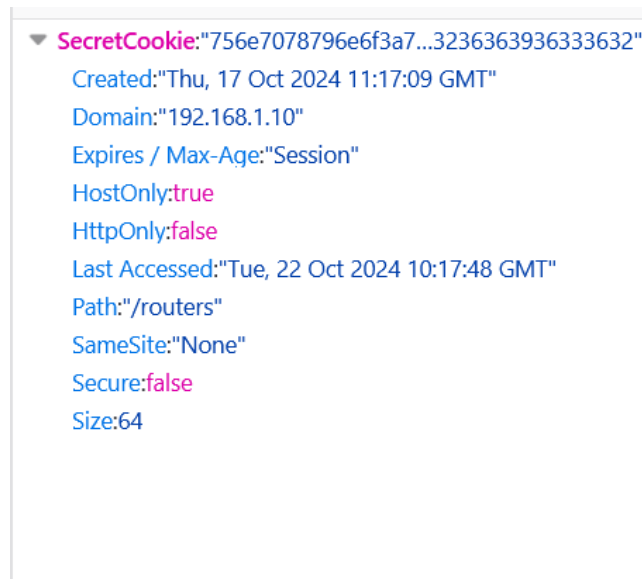 SecretCookie:"756e7078796e6f3a7...3236363936333632"
Created:"Thu, 17 Oct 2024 11:17:09 GMT"
Domain:"192.168.1.10"
Expires / Max-Age:"Session"
HostOnly:true
HttpOnly:false
Last Accessed:"Tue, 22 Oct 2024 10:17:48 GMT"
Path:"/routers"
SameSite:"None"
Secure:false
Size:64